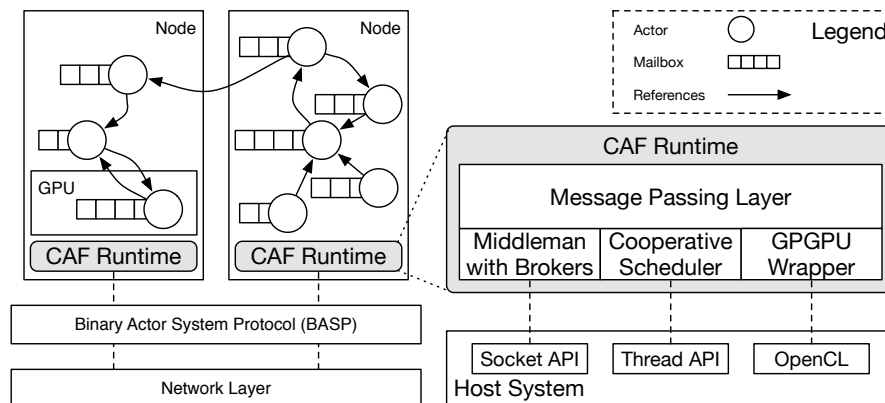 Node
Node
GPU
CAF Runtime
CAF Runtime
Binary Actor System Protocol (BASP)
Network Layer
Legend
Actor
Mailbox
References
CAF Runtime
Message Passing Layer
Middleman
with Brokers
Cooperative
Scheduler
GPGPU
Wrapper
Socket API
Thread API
OpenCL
Host System